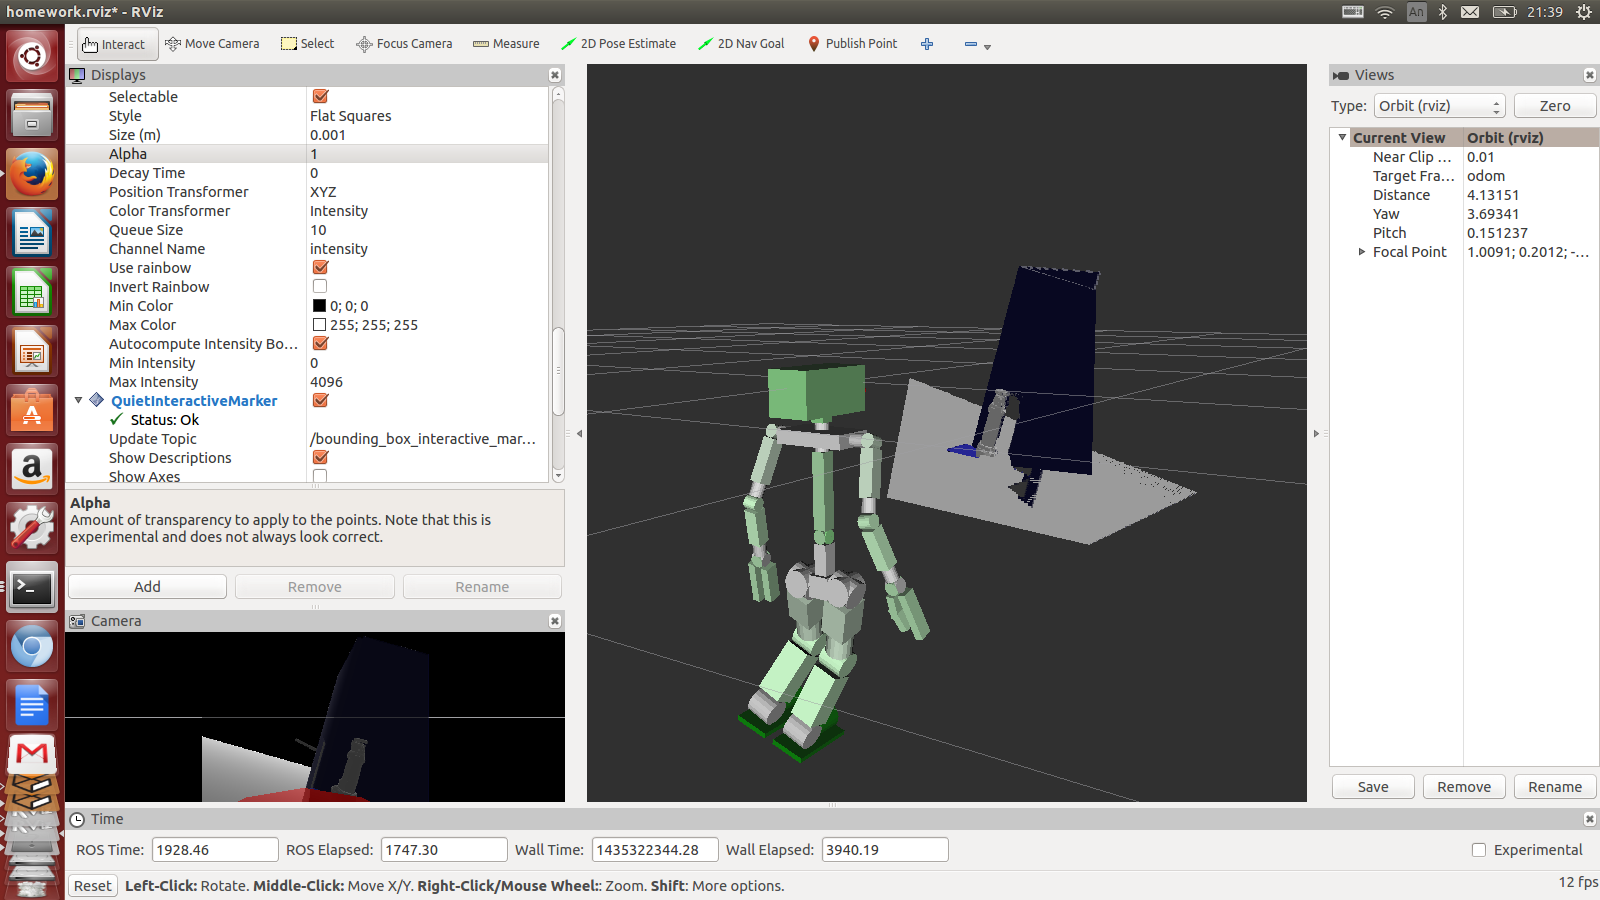 homework.rviz* - RViz
An
21:39
Interact
Move Camera
Select
Focus Camera
Measure
2D Pose Estimate
2D Nav Goal
Publish Point
Displays
Selectable
Style Flat Squares
Size (m) 0.001
Alpha 1
Decay Time 0
Position Transformer XYZ
Color Transformer Intensity
Queue Size 10
Channel Name intensity
Use rainbow
Invert Rainbow
Min Color 0; 0; 0
Max Color 255; 255; 255
Autocompute Intensity Bo...
Min Intensity 0
Max Intensity 4096
QuietInteractiveMarker
Status: Ok
Update Topic /bounding_box_interactive_mar...
Show Descriptions
Show Axes
Alpha
Amount of transparency to apply to the points. Note that this is
experimental and does not always look correct.
Add
Remove
Rename
Camera
Views
Type: Orbit (rviz) Zero
Current View Orbit (rviz)
Near Clip ... 0.01
Target Fra... odom
Distance 4.13151
Yaw 3.69341
Pitch 0.151237
Focal Point 1.0091; 0.2012; -...
Save
Remove
Rename
Time
ROS Time: 1928.46 ROS Elapsed: 1747.30 Wall Time: 1435322344.28 Wall Elapsed: 3940.19 Experimental
Reset Left-Click: Rotate. Middle-Click: Move X/Y. Right-Click/Mouse Wheel:: Zoom. Shift: More options. 12 fps